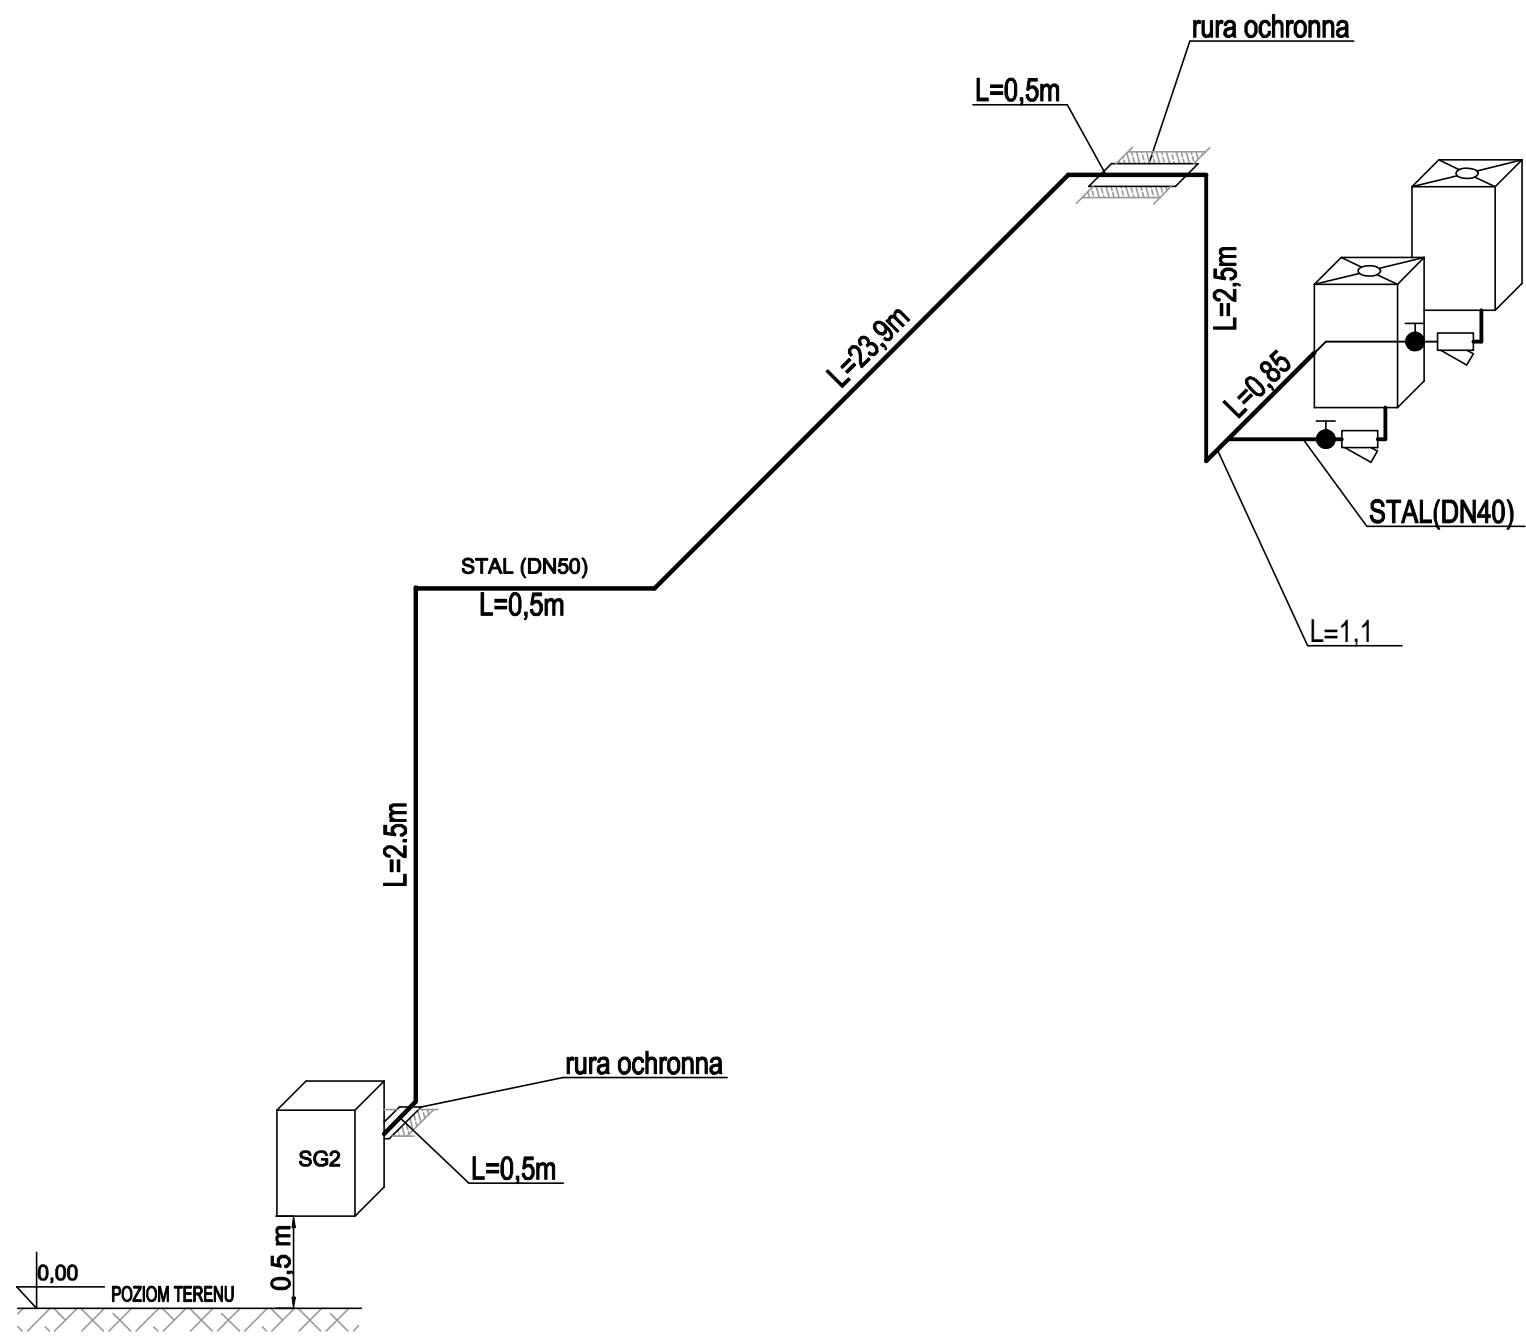 rura ochronna
L=0,5m
L=2,5m
L=23,9m
L=0,85
STAL(DN40)
STAL (DN50)
L=0,5m
L=1,1
L=2.5m
rura ochronna
SG2
L=0,5m
0,5 m
0,00
POZIOM TERENU